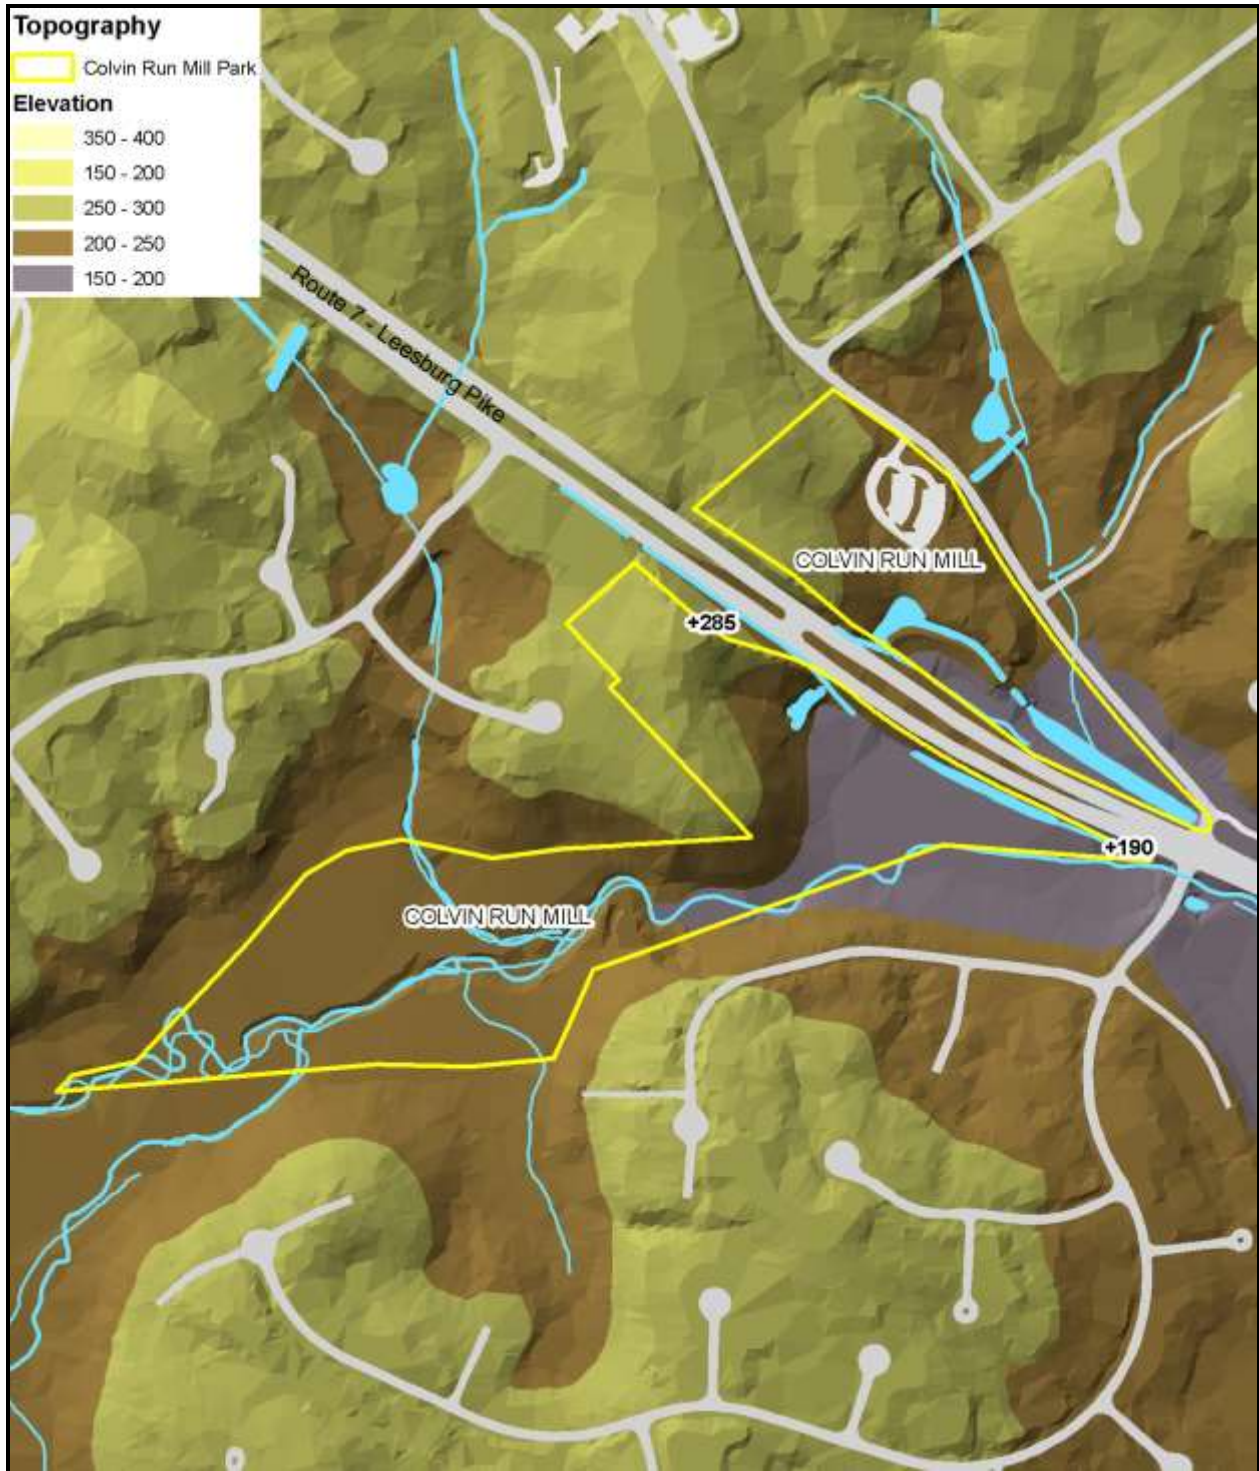 Topography
Colvin Run Mill Park
Elevation
350 - 400
150 - 200
250 - 300
200 - 250
150 - 200
Route 7 - Leesburg Pike
COLVIN RUN MILL
+285
+190
COLVIN RUN MILL